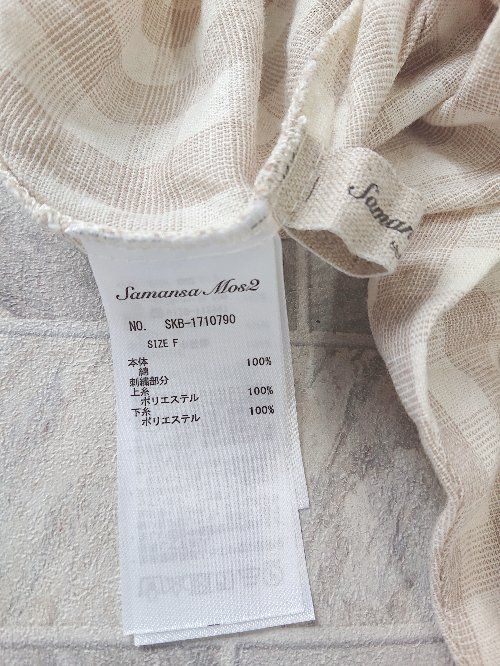 Samansa Mos2
NO. SKB-1710790
SIZE F
本体
綿 100%
刺繍部分
上糸
ポリエステル 100%
下糸
ポリエステル 100%
Samansa